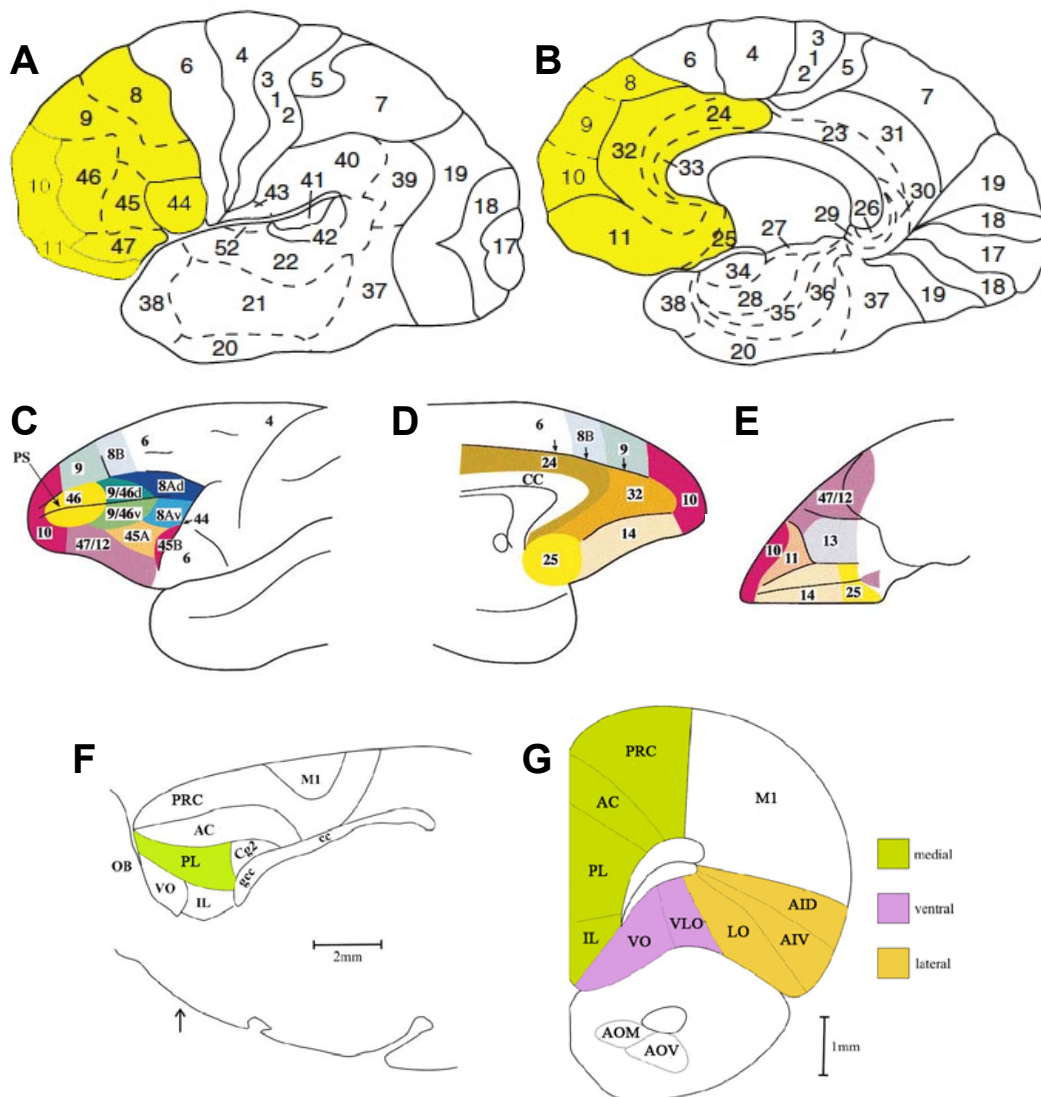 A
6
4
3
1
2
5
7
8
9
46
10
45
44
11
47
43
41
40
42
39
19
18
17
52
22
38
21
37
20
B
6
4
3
1
2
5
7
8
24
9
23
31
32
33
10
30
19
26
29
18
11
25
27
17
34
36
18
38
28
35
37
19
20
C
PS
9
8B
6
4
46
9/46d
8Ad
9/46v
8Av
44
10
47/12
45A
45B
6
D
6
8B
9
24
CC
32
10
14
25
E
47/12
10
13
11
14
25
F
M1
PRC
AC
Cg2
cc
OB
PL
gcc
VO
IL
2mm
G
PRC
AC
M1
PL
IL
VO
VLO
LO
AID
AIV
AOM
AOV
medial
ventral
lateral
1mm